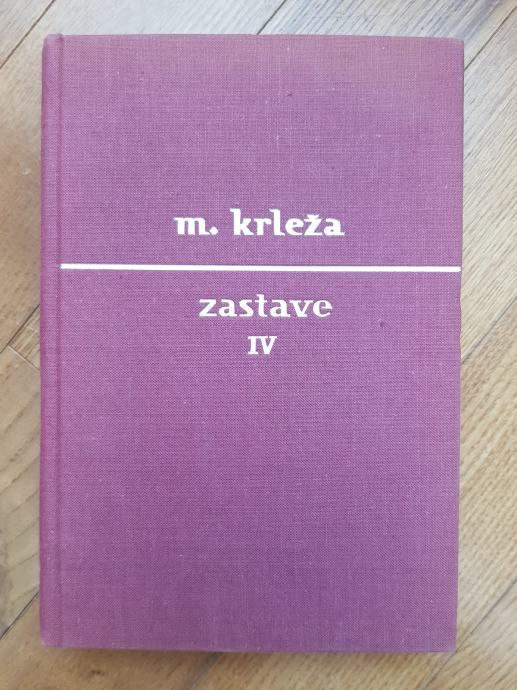 m. krleža
zastave
IV